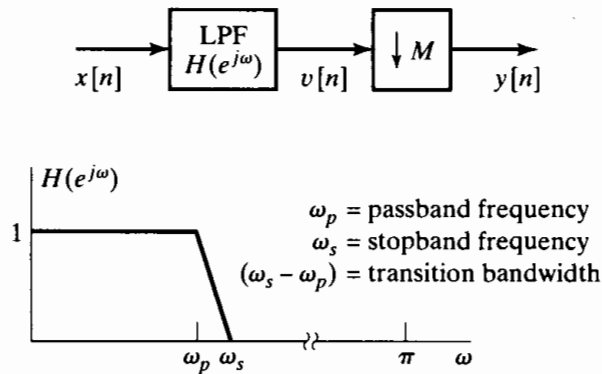 LPF
H(e^{jω})
↓ M
x[n]
v[n]
y[n]
H(e^{jω})
1
ω_p = passband frequency
ω_s = stopband frequency
(ω_s − ω_p) = transition bandwidth
ω_p
ω_s
π
ω